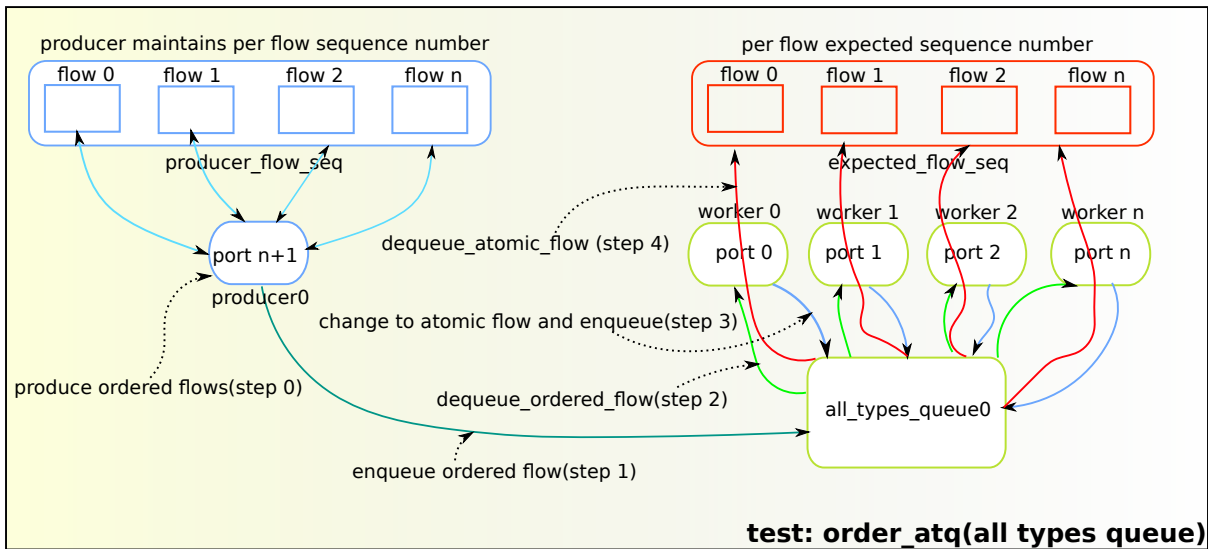 producer maintains per flow sequence number
flow 0
flow 1
flow 2
flow n
producer_flow_seq
per flow expected sequence number
flow 0
flow 1
flow 2
flow n
expected_flow_seq
worker 0
worker 1
worker 2
worker n
port 0
port 1
port 2
port n
dequeue_atomic_flow (step 4)
port n+1
producer0
change to atomic flow and enqueue(step 3)
produce ordered flows(step 0)
dequeue_ordered_flow(step 2)
all_types_queue0
enqueue ordered flow(step 1)
test: order_atq(all types queue)